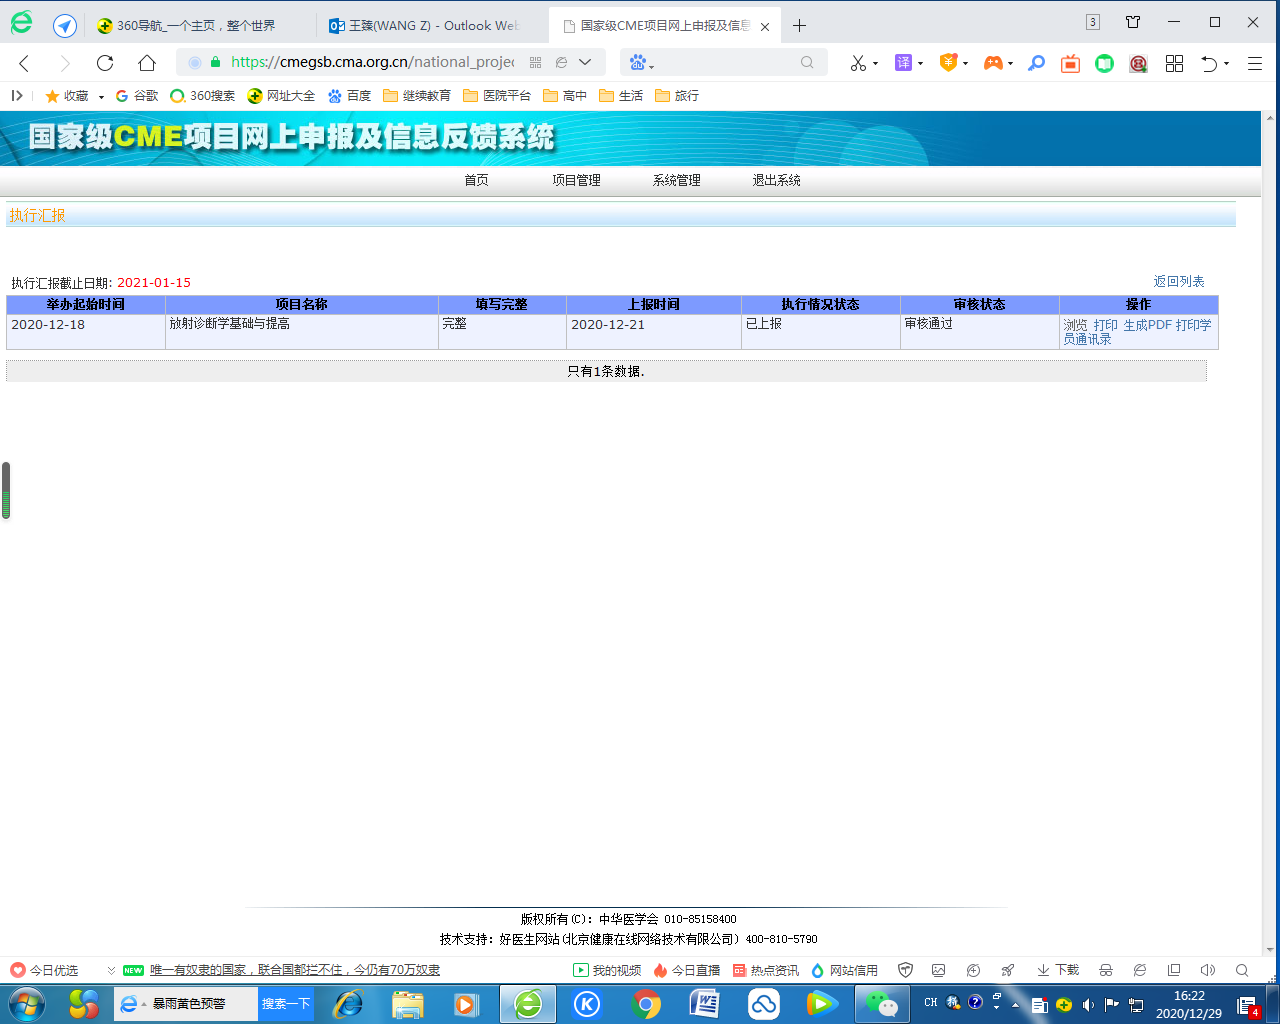 360导航_一个主页，整个世界
王臻(WANG Z) - Outlook Web
国家级CME项目网上申报及信息
3
https://cmegsb.cma.org.cn/national_projec
译
收藏
谷歌
360搜索
网址大全
百度
继续教育
医院平台
高中
生活
旅行
国家级CME项目网上申报及信息反馈系统
首页
项目管理
系统管理
退出系统
执行汇报
执行汇报截止日期: 2021-01-15
返回列表
举办起始时间 项目名称 填写完整 上报时间 执行情况状态 审核状态 操作
2020-12-18 放射诊断学基础与提高 完整 2020-12-21 已上报 审核通过 浏览 打印 生成PDF 打印学
员通讯录
只有1条数据.
版权所有(C)：中华医学会 010-85158400
技术支持：好医生网站(北京健康在线网络技术有限公司) 400-810-5790
今日优选
NEW
唯一有奴隶的国家，联合国都拦不住，今仍有70万奴隶
我的视频
今日直播
热点资讯
网站信用
下载
暴雨黄色预警
搜索一下
CH
16:22
2020/12/29
4